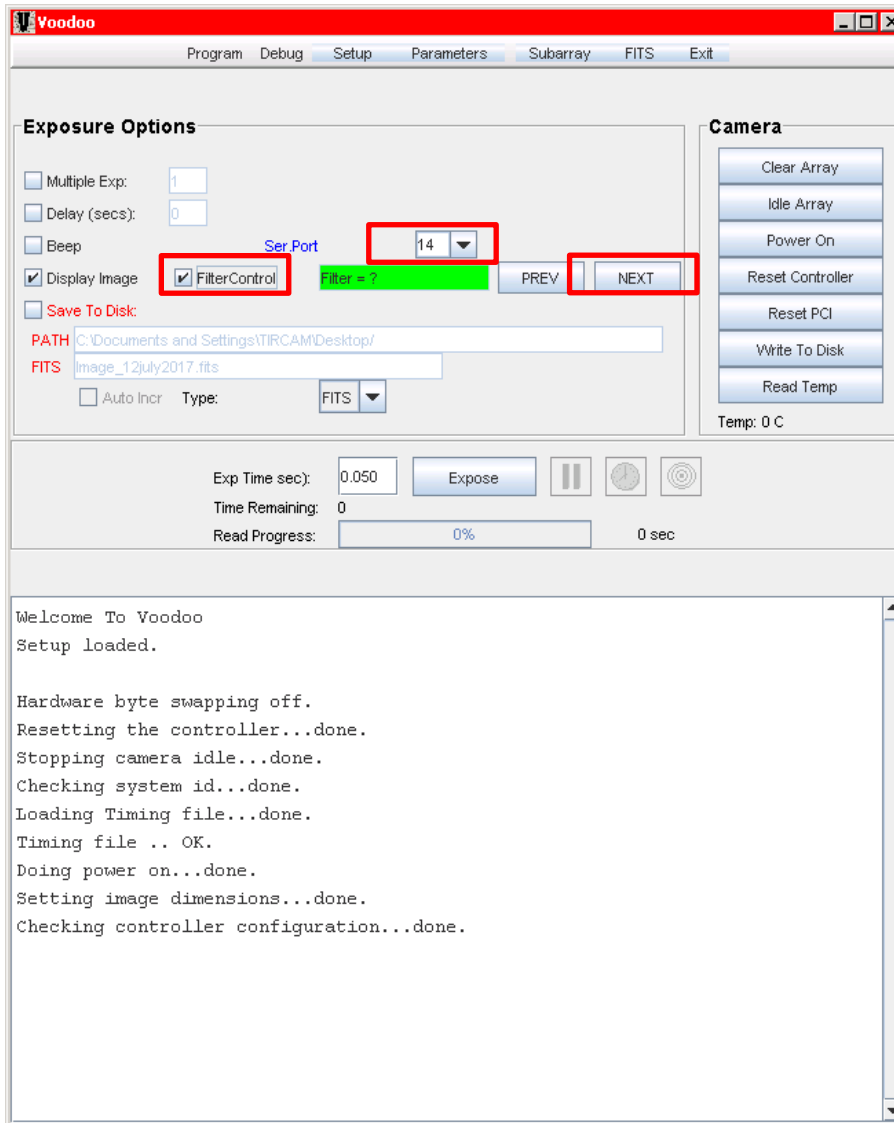 Voodoo
Program Debug Setup Parameters Subarray FITS Exit
Exposure Options
Multiple Exp: 1
Delay (secs): 0
Beep Ser.Port 14
Display Image FilterControl Filter = ? PREV NEXT
Save To Disk:
PATH C:\Documents and Settings\TIRCAM\Desktop/
FITS Image_12july2017.fits
Auto Incr Type: FITS
Camera
Clear Array
Idle Array
Power On
Reset Controller
Reset PCI
Write To Disk
Read Temp
Temp: 0 C
Exp Time sec): 0.050 Expose
Time Remaining: 0
Read Progress: 0% 0 sec
Welcome To Voodoo
Setup loaded.
Hardware byte swapping off.
Resetting the controller...done.
Stopping camera idle...done.
Checking system id...done.
Loading Timing file...done.
Timing file .. OK.
Doing power on...done.
Setting image dimensions...done.
Checking controller configuration...done.